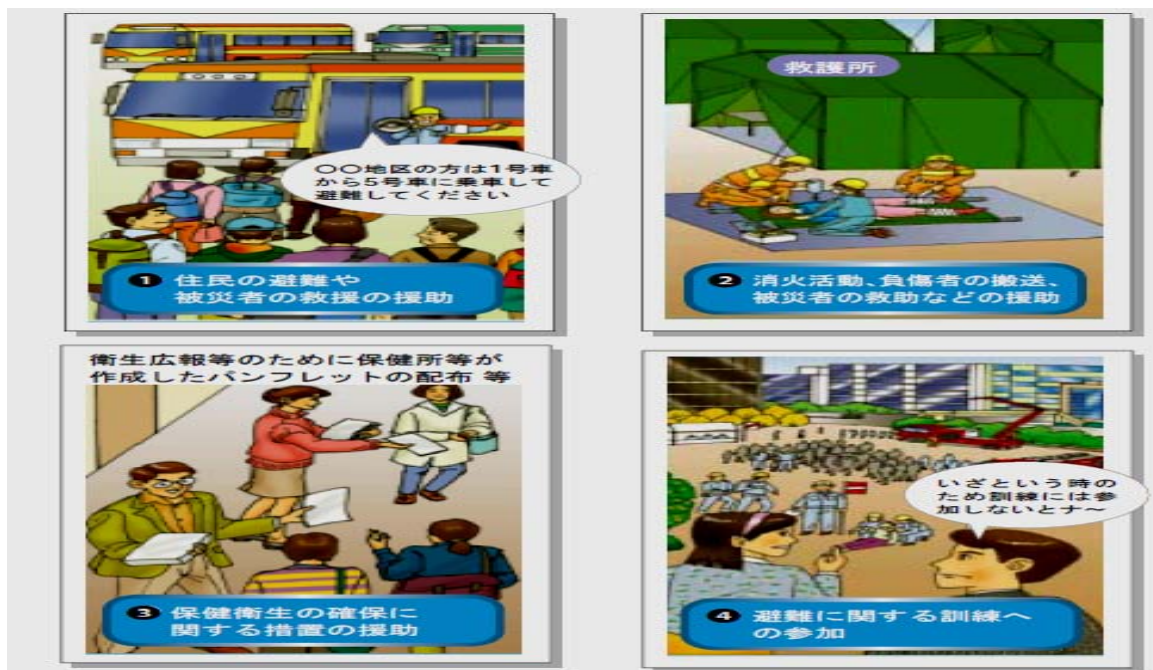 ○○地区の方は1号車
から5号車に乗車して
避難してください
❶ 住民の避難や
被災者の救援の援助
救護所
❷ 消火活動、負傷者の搬送、
被災者の救助などの援助
衛生広報等のために保健所等が
作成したパンフレットの配布 等
❸ 保健衛生の確保に
関する措置の援助
いざという時の
ため訓練には参
加しないとナ～
❹ 避難に関する訓練へ
の参加